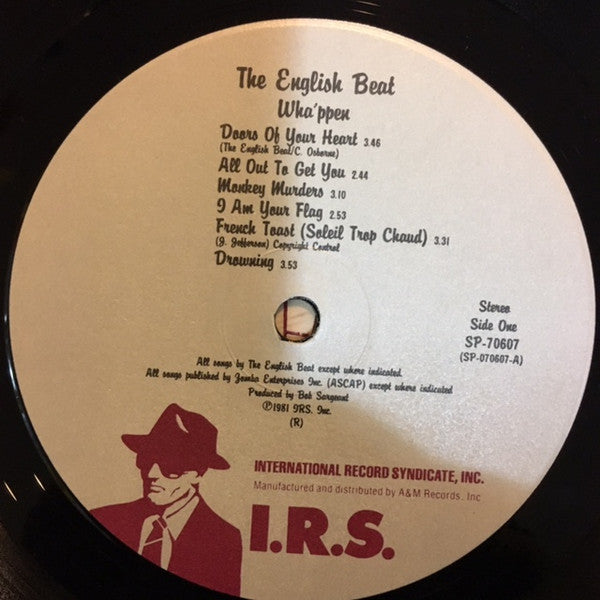 The English Beat
Wha'ppen
Doors Of Your Heart 3.46
(The English Beat/C. Osborne)
All Out To Get You 2.44
Monkey Murders 3.10
I Am Your Flag 2.53
French Toast (Soleil Trop Chaud) 3.31
(J. Jefferson) Copyright Control
Drowning 3.53
Stereo
Side One
SP-70607
(SP-070607-A)
All songs by The English Beat except where indicated.
All songs published by Zomba Enterprises Inc. (ASCAP) except where indicated
Produced by Bob Sargeant
℗1981 IRS. Inc.
(R)
INTERNATIONAL RECORD SYNDICATE, INC.
Manufactured and distributed by A&M Records, Inc
I.R.S.